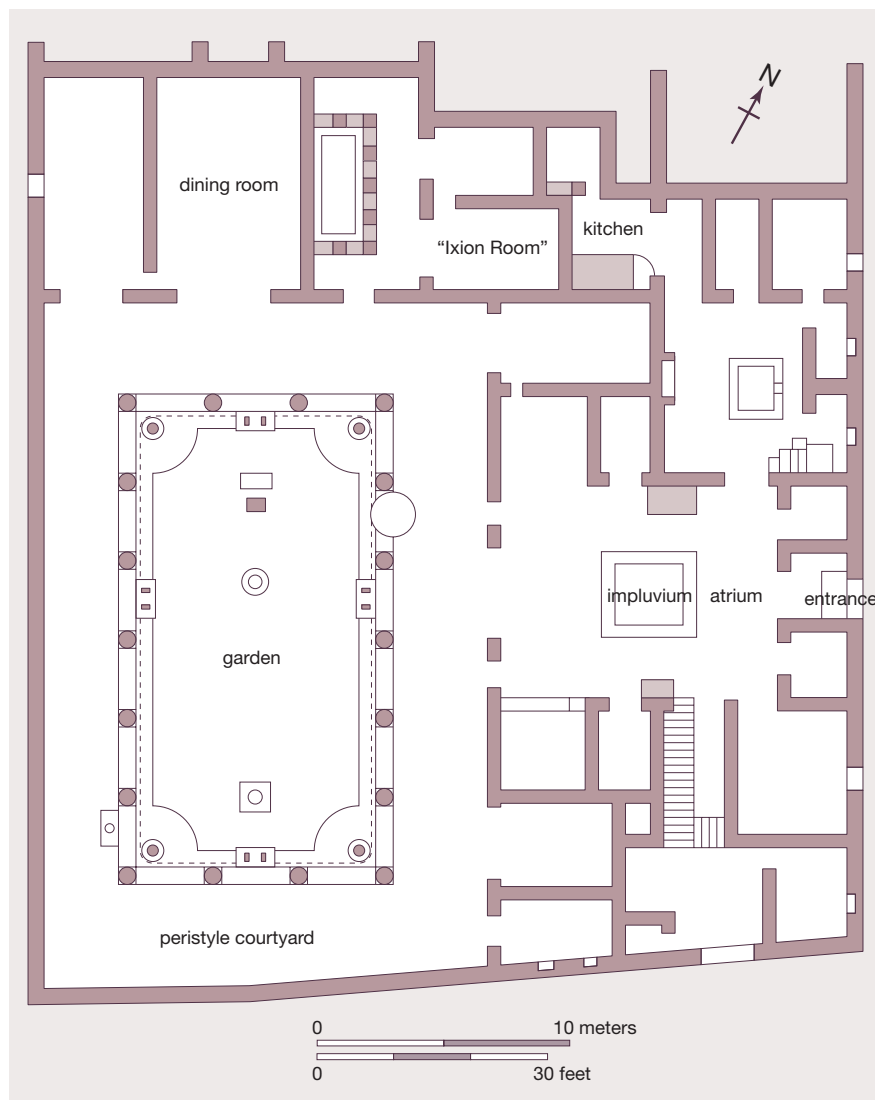 N
dining room
kitchen
“Ixion Room”
impluvium
atrium
entrance
garden
peristyle courtyard
0
10 meters
0
30 feet